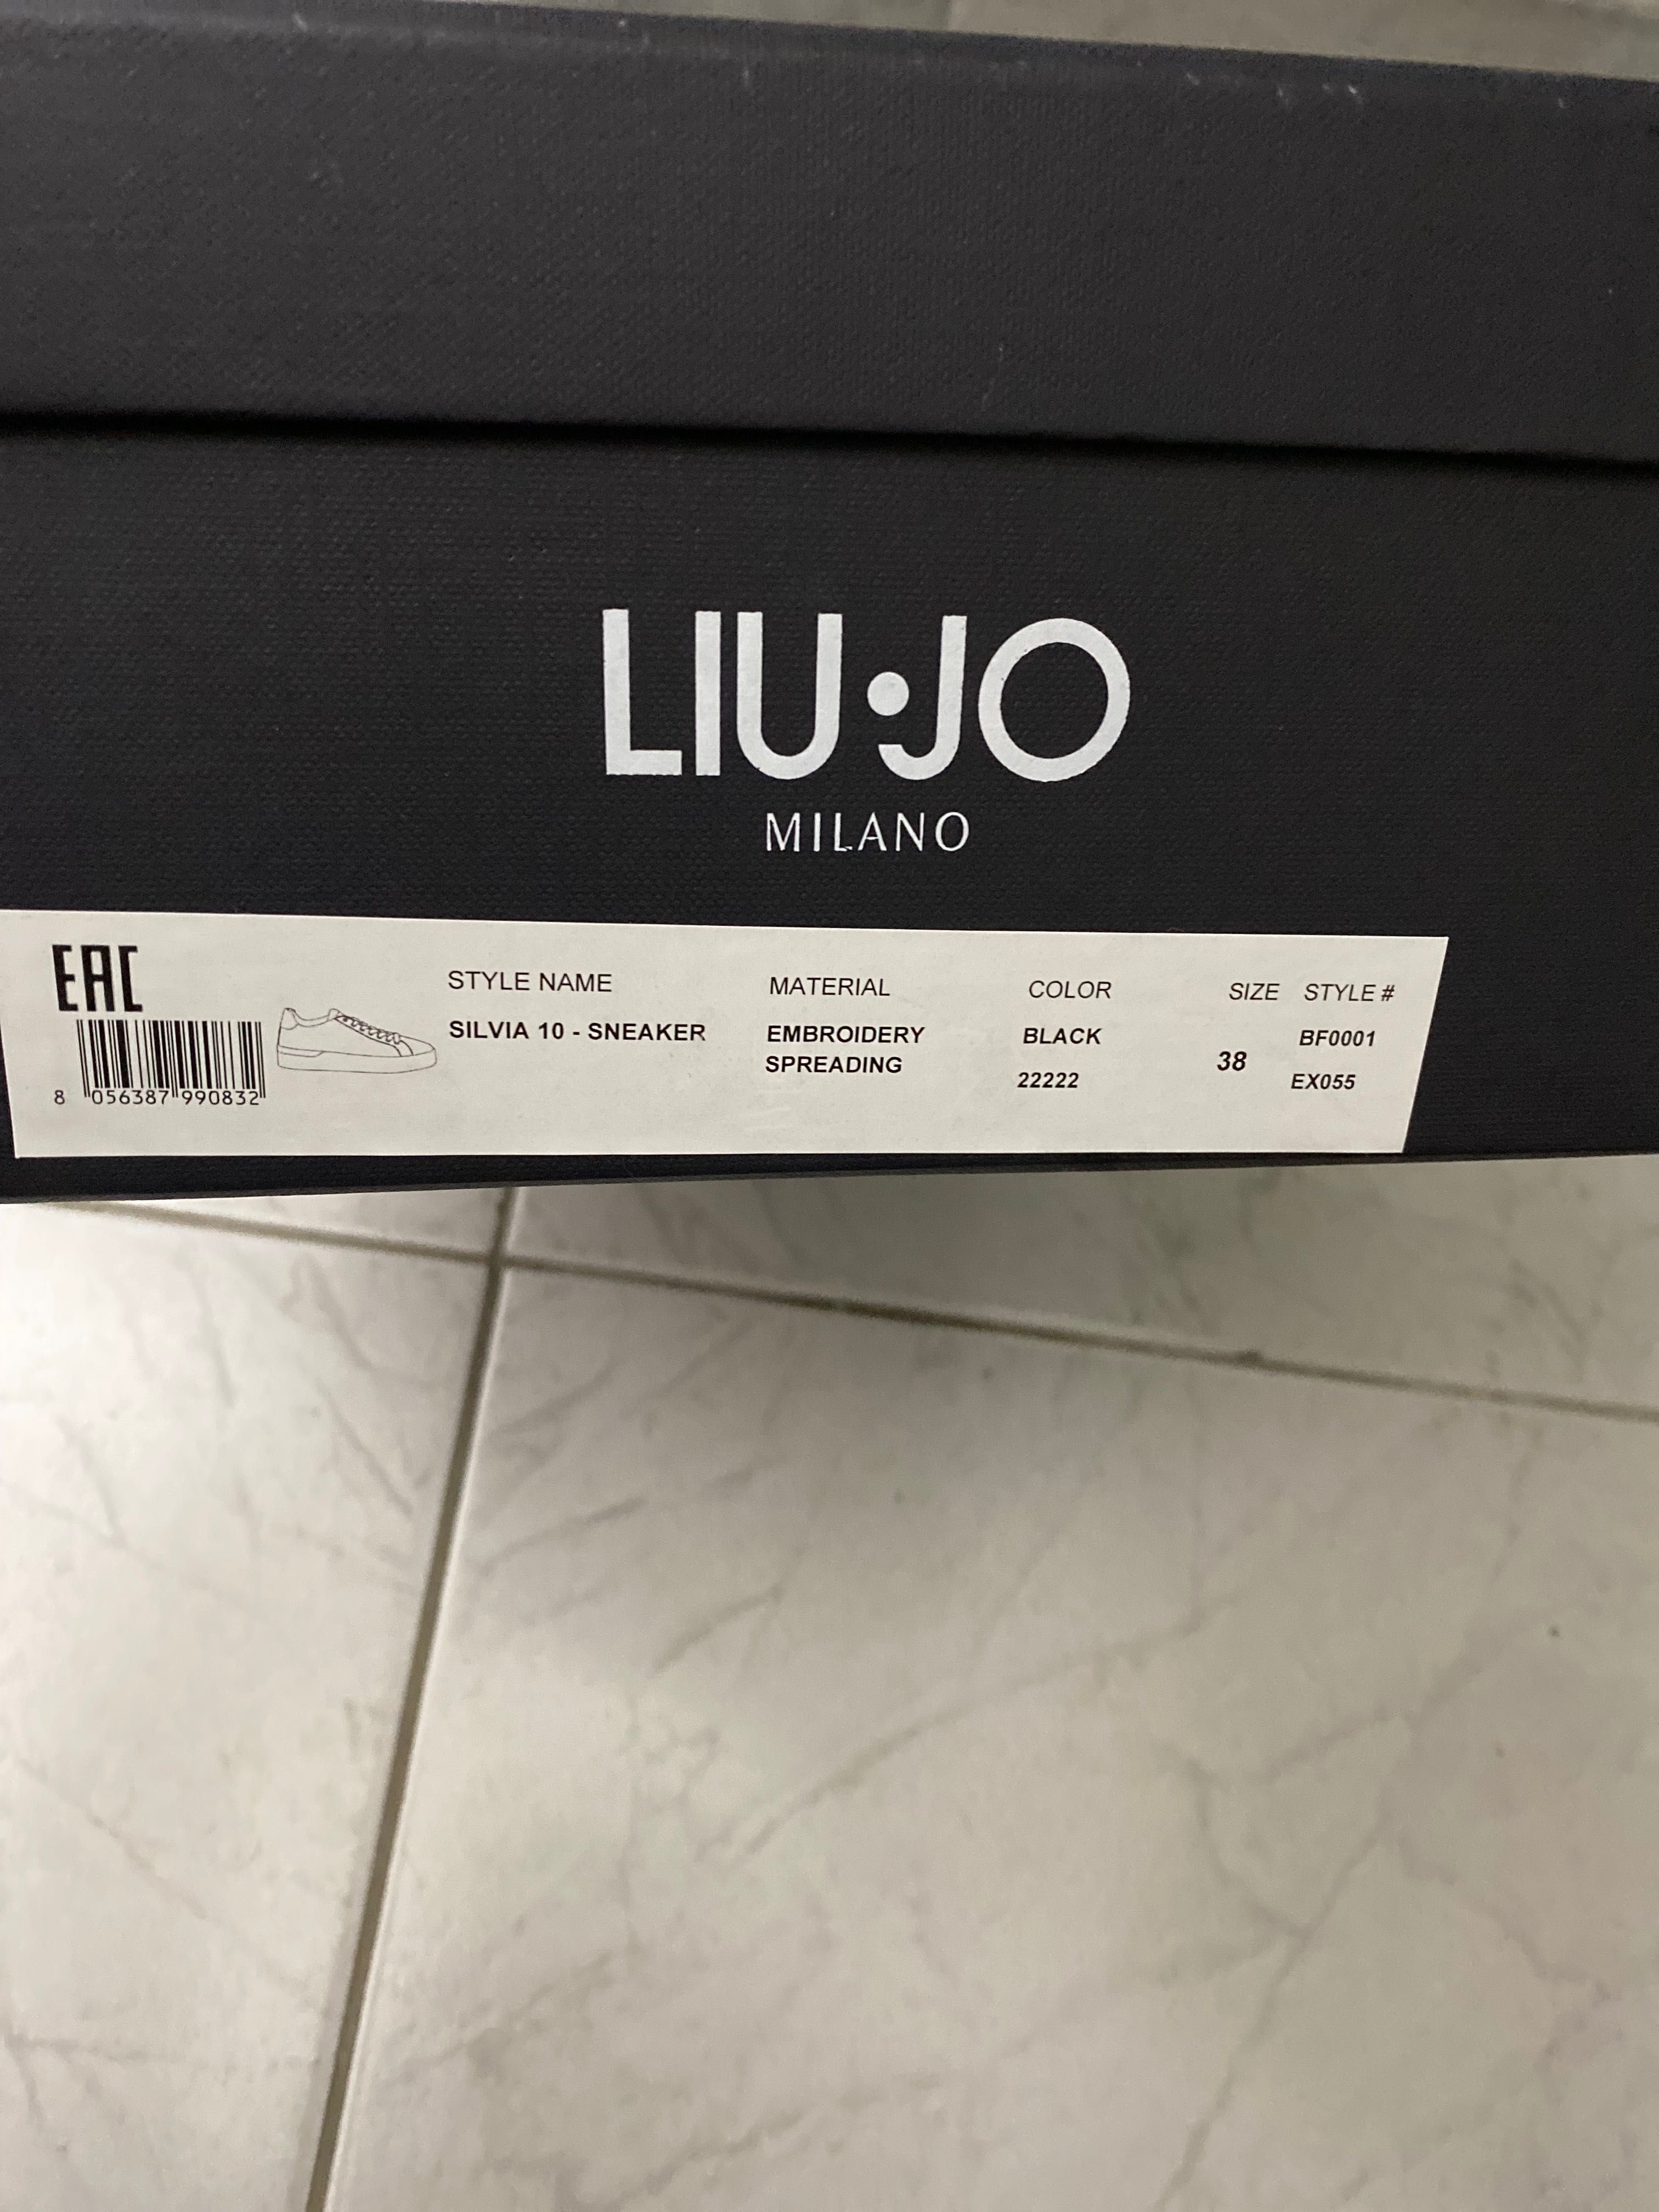 LIU•JO
MILANO
EAC
STYLE NAME MATERIAL COLOR SIZE STYLE #
SILVIA 10 - SNEAKER EMBROIDERY BLACK BF0001
SPREADING 22222 38 EX055
8 056387 990832